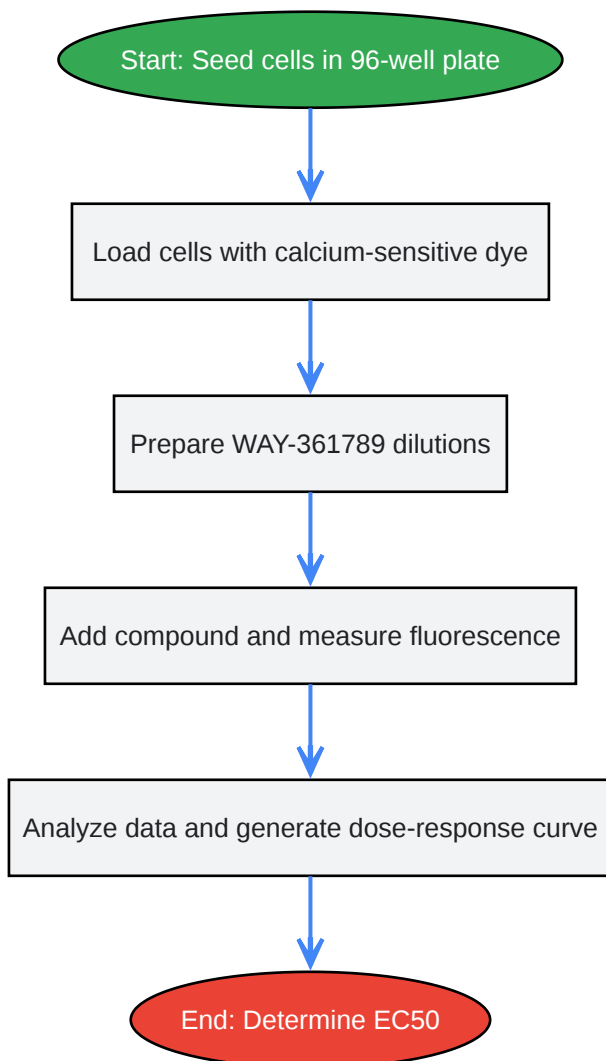 Start: Seed cells in 96-well plate
Load cells with calcium-sensitive dye
Prepare WAY-361789 dilutions
Add compound and measure fluorescence
Analyze data and generate dose-response curve
End: Determine EC50